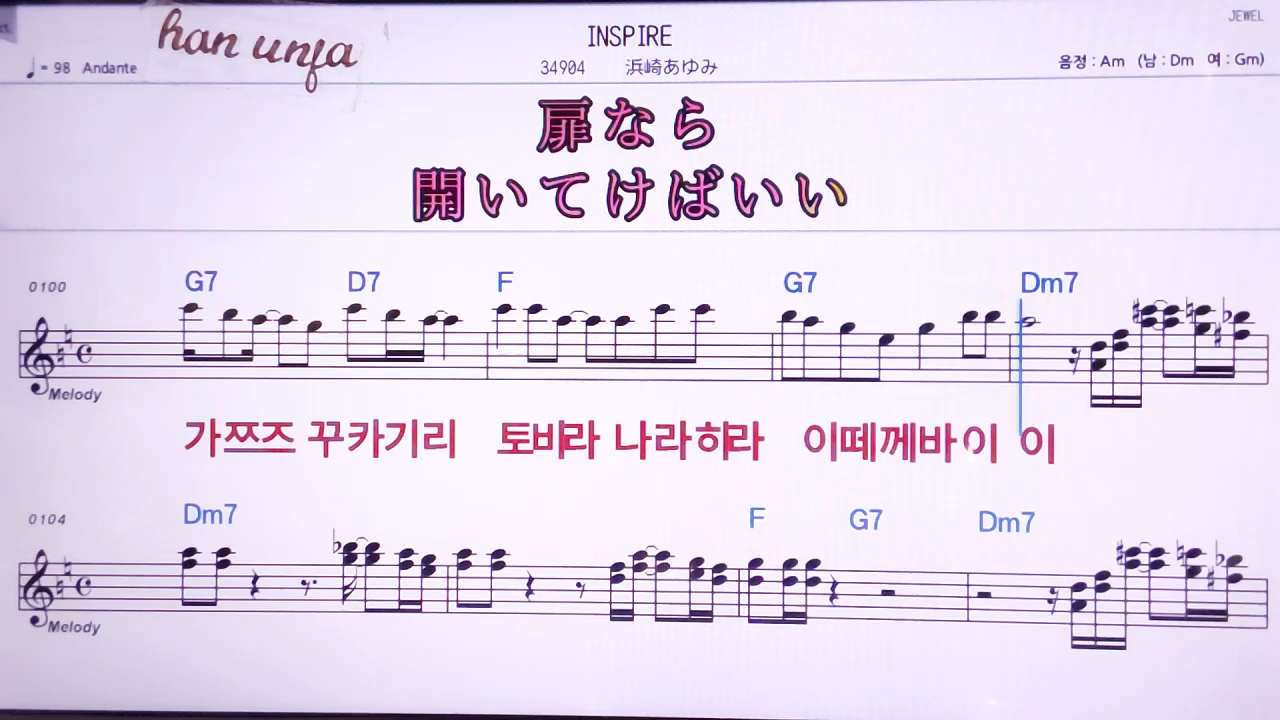 JEWEL
han unja
INSPIRE
♩= 98 Andante
34904 浜崎あゆみ
음정 : Am (남 : Dm 여 : Gm)
扉なら
開いてけばいい
0100 G7 D7 F G7 Dm7
Melody
가쯔즈 꾸카기리 토비라 나라히라 이떼께바이 이
0104 Dm7 F G7 Dm7
Melody